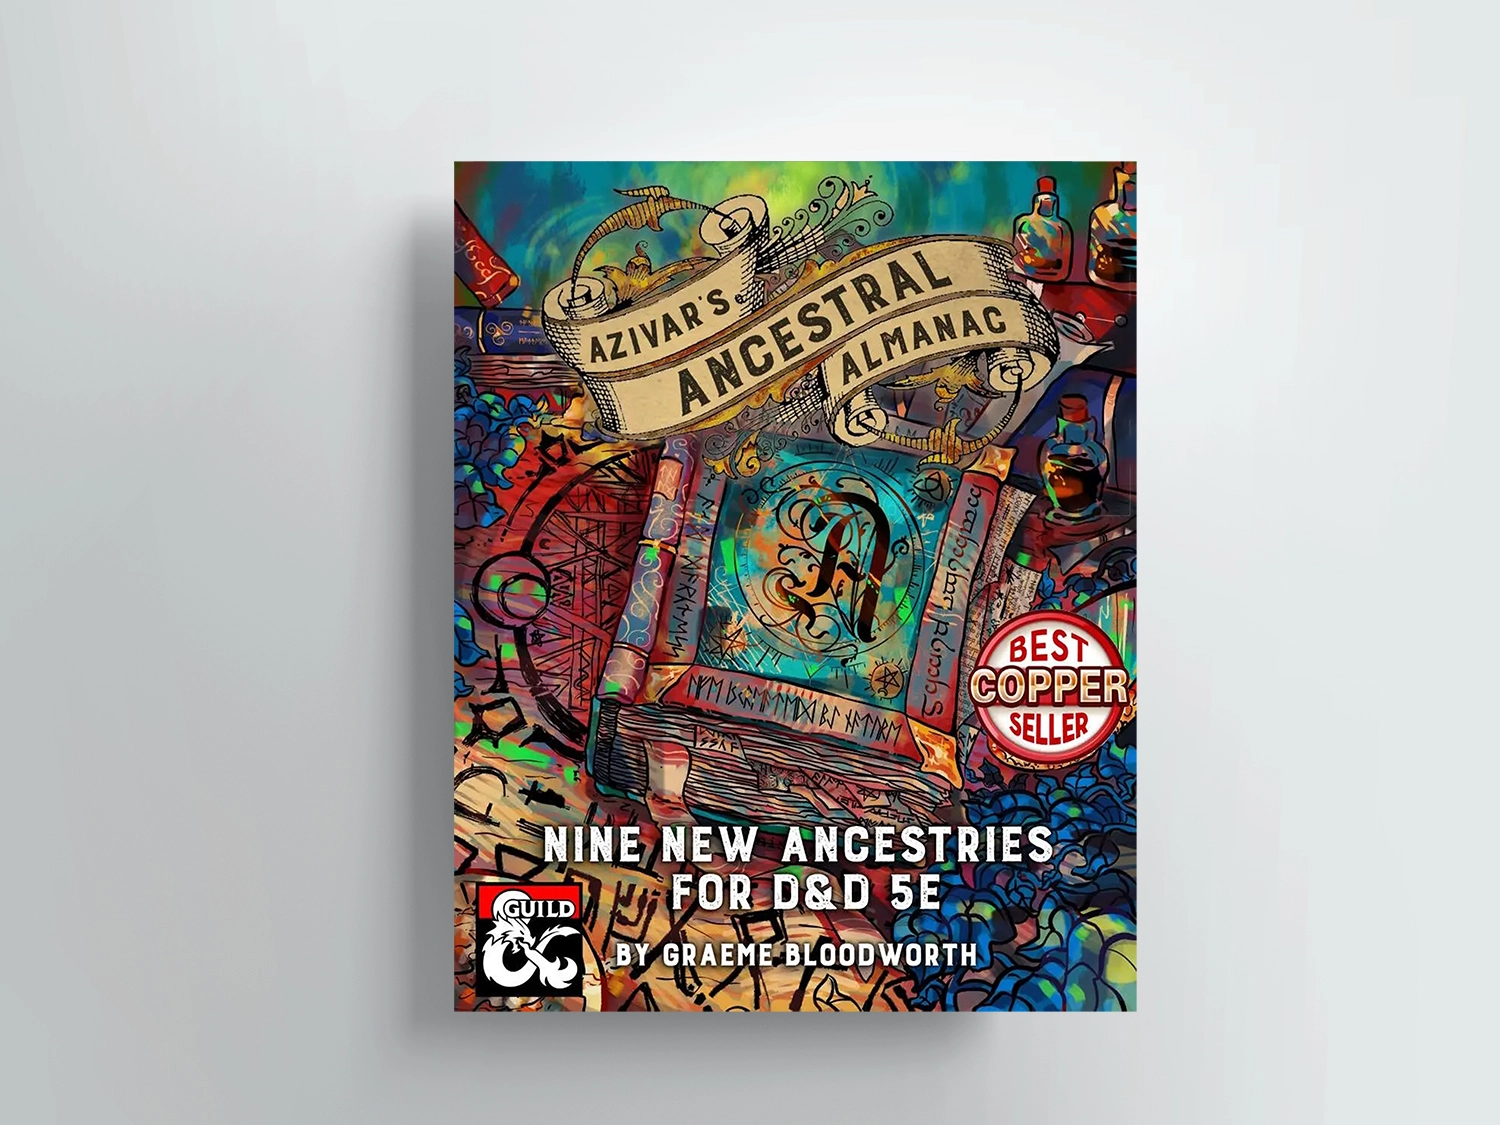 AZIVAR'S
ANCESTRAL
ALMANAC
BEST
COPPER
SELLER
NINE NEW ANCESTRIES
FOR D&D 5E
GUILD
BY GRAEME BLOODWORTH